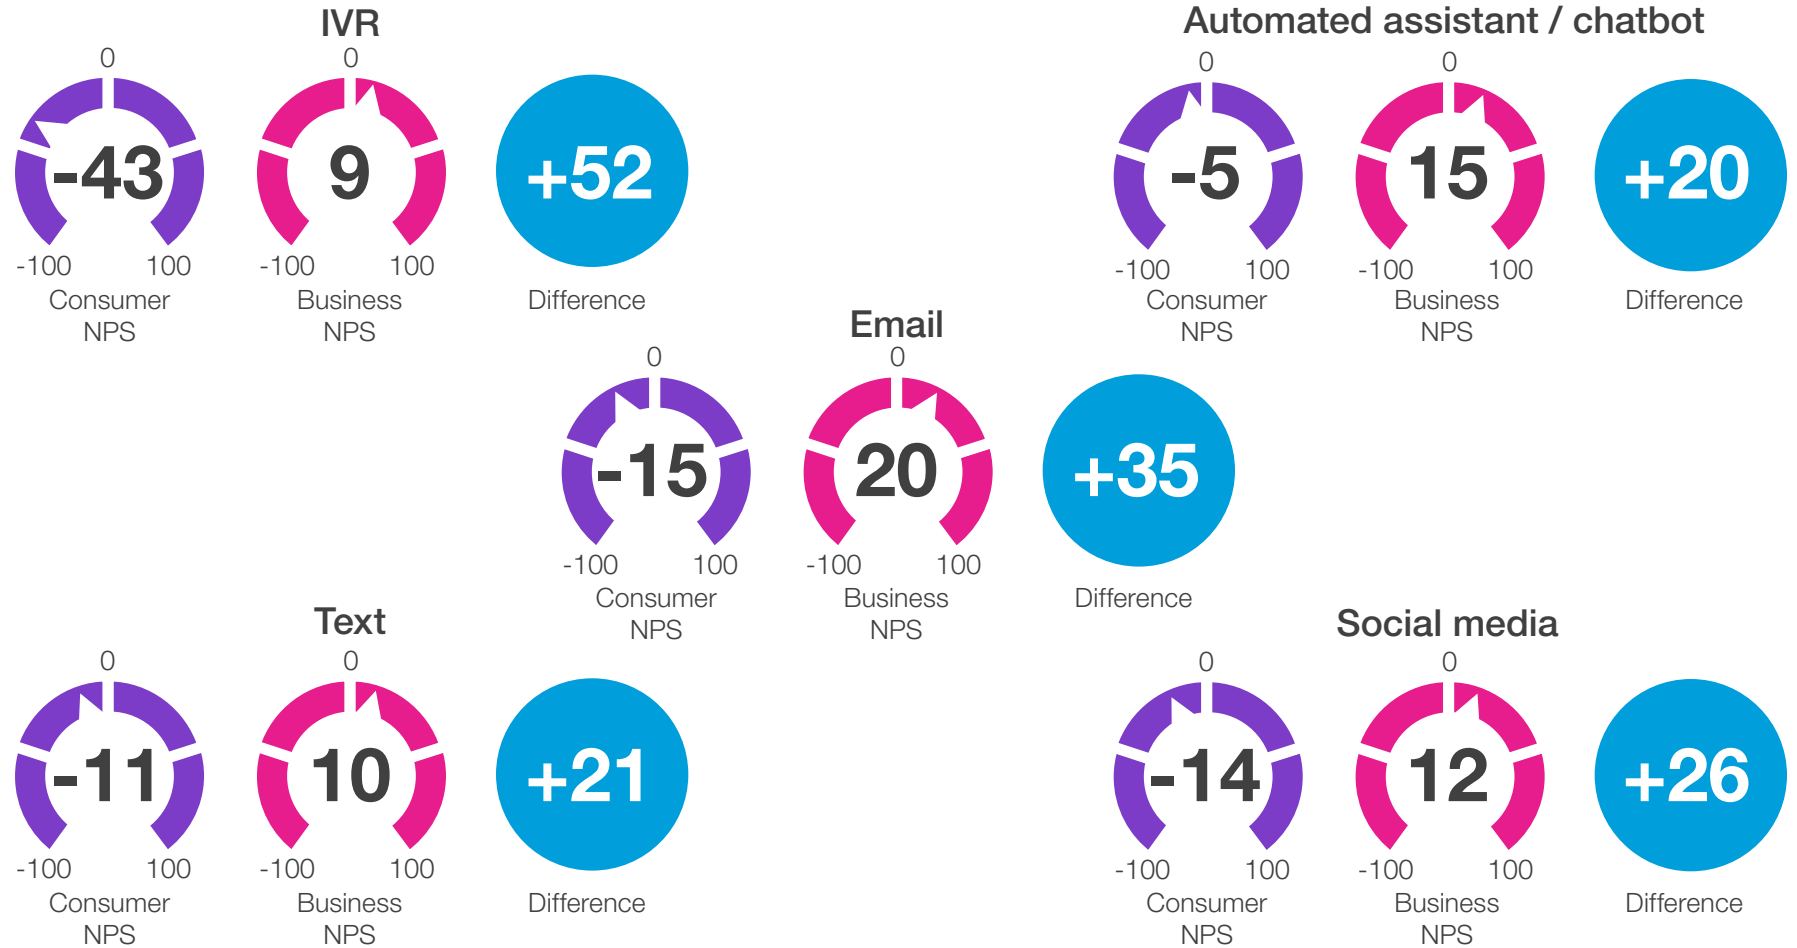 IVR
0
0
-43
9
+52
-100
100
-100
100
Consumer
NPS
Business
NPS
Difference
Automated assistant / chatbot
0
0
-5
15
+20
-100
100
-100
100
Consumer
NPS
Business
NPS
Difference
Email
0
0
-15
20
+35
-100
100
-100
100
Consumer
NPS
Business
NPS
Difference
Text
0
0
-11
10
+21
-100
100
-100
100
Consumer
NPS
Business
NPS
Difference
Social media
0
0
-14
12
+26
-100
100
-100
100
Consumer
NPS
Business
NPS
Difference